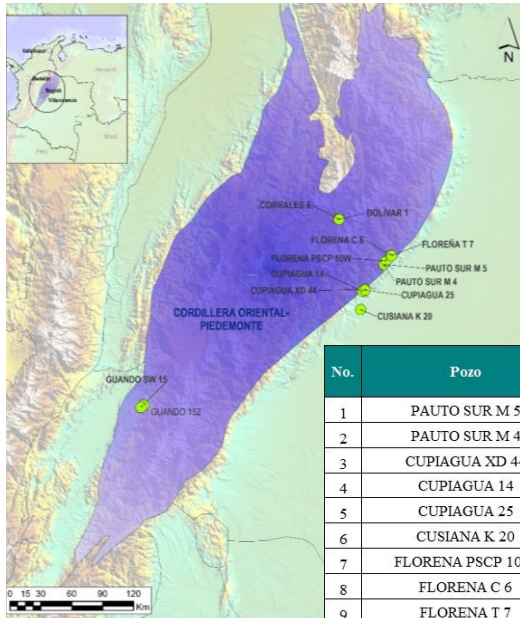 N
Bogotá
Villavicencio
CORRALES 6
BOLÍVAR 1
FLORENA C 6
FLOREÑA T 7
FLORENA PSCP 10W
PAUTO SUR M 5
CUPIAGUA 14
PAUTO SUR M 4
CUPIAGUA XD 44
CUPIAGUA 25
CORDILLERA ORIENTAL-
PIEDEMONTE
CUSIANA K 20
GUANDO SW 15
GUANDO 152
0 15 30 60 90 120
Km
No. Pozo
1 PAUTO SUR M 5
2 PAUTO SUR M 4
3 CUPIAGUA XD 44
4 CUPIAGUA 14
5 CUPIAGUA 25
6 CUSIANA K 20
7 FLORENA PSCP 10
8 FLORENA C 6
9 FLORENA T 7